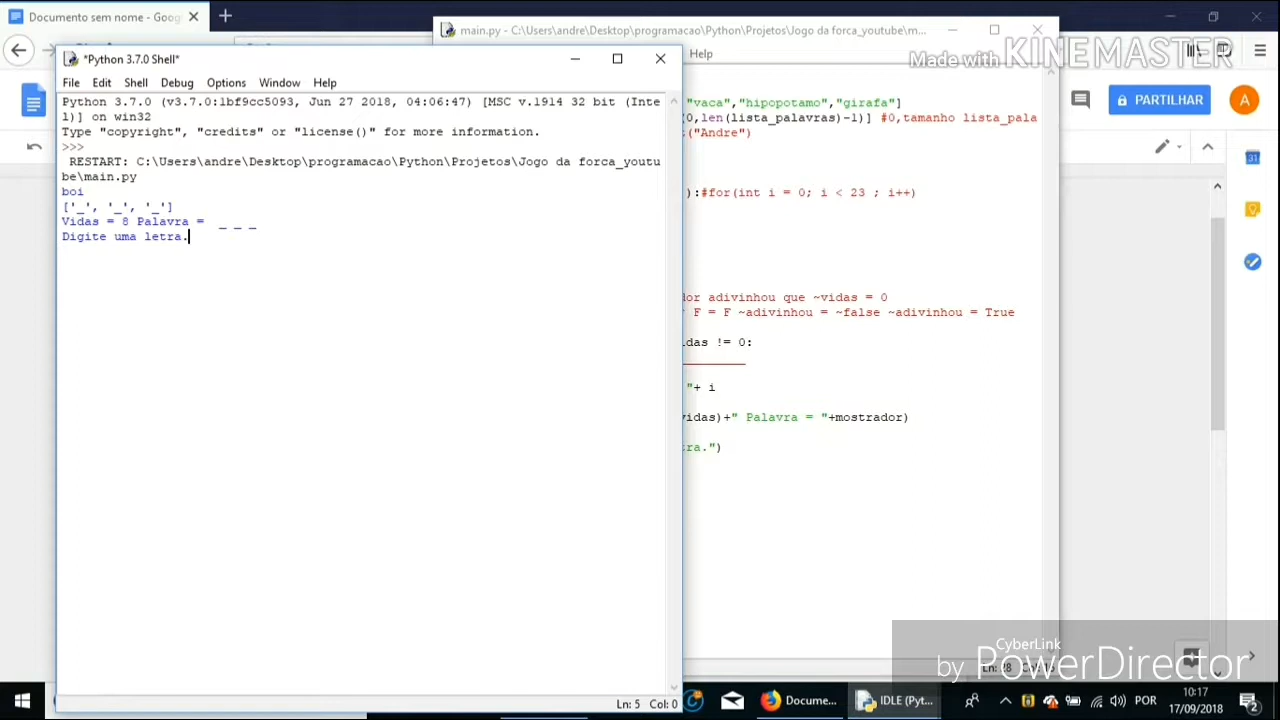 Documento sem nome - Goog
main.py - C:\Users\andre\Desktop\programacao\Python\Projetos\Jogo da forca_youtube\m...
Made with KINEMASTER
*Python 3.7.0 Shell*
Help
File Edit Shell Debug Options Window Help
PARTILHAR
A
Python 3.7.0 (v3.7.0:1bf9cc5093, Jun 27 2018, 04:06:47) [MSC v.1914 32 bit (Inte
l)] on win32
Type "copyright", "credits" or "license()" for more information.
>>>
RESTART: C:\Users\andre\Desktop\programacao\Python\Projetos\Jogo da forca_youtu
be\main.py
boi
['_', '_', '_']
Vidas = 8 Palavra =  _ _ _
Digite uma letra.
"vaca","hipopotamo","girafa"]
(0,len(lista_palavras)-1)] #0,tamanho lista_pala
t("Andre")
):#for(int i = 0; i < 23 ; i++)
dor adivinhou que ~vidas = 0
F = F ~adivinhou = ~false ~adivinhou = True
idas != 0:
"+ i
vidas)+" Palavra = "+mostrador)
ra.")
31
Ln: 5 Col: 0
CyberLink
by PowerDirector
Docume...
IDLE (Pyt...
POR
10:17
17/09/2018
2